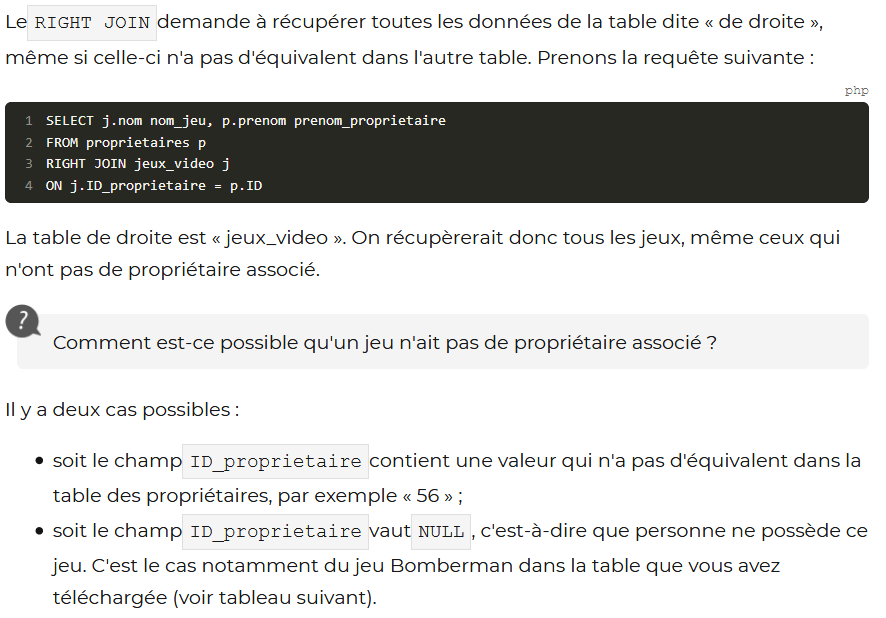 Le RIGHT JOIN demande à récupérer toutes les données de la table dite « de droite »,
même si celle-ci n'a pas d'équivalent dans l'autre table. Prenons la requête suivante :
php
1 SELECT j.nom nom_jeu, p.prenom prenom_proprietaire
2 FROM proprietaires p
3 RIGHT JOIN jeux_video j
4 ON j.ID_proprietaire = p.ID
La table de droite est « jeux_video ». On récupèrerait donc tous les jeux, même ceux qui
n'ont pas de propriétaire associé.
?
Comment est-ce possible qu'un jeu n'ait pas de propriétaire associé ?
Il y a deux cas possibles :
• soit le champ ID_proprietaire contient une valeur qui n'a pas d'équivalent dans la
table des propriétaires, par exemple « 56 » ;
• soit le champ ID_proprietaire vaut NULL , c'est-à-dire que personne ne possède ce
jeu. C'est le cas notamment du jeu Bomberman dans la table que vous avez
téléchargée (voir tableau suivant).